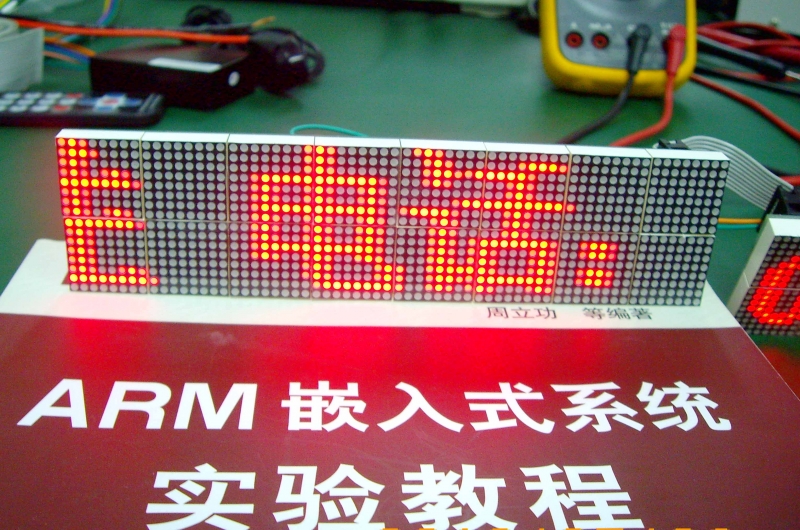 电话:
周立功 等编著
ARM 嵌入式系统
实验教程